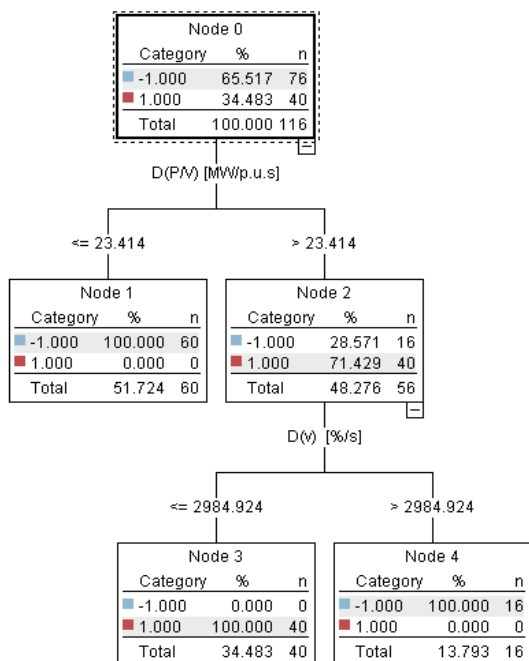 Node 0
Category % n
-1.000 65.517 76
1.000 34.483 40
Total 100.000 116
D(P/V) [MW/p.u.s]
<= 23.414
> 23.414
Node 1
Category % n
-1.000 100.000 60
1.000 0.000 0
Total 51.724 60
Node 2
Category % n
-1.000 28.571 16
1.000 71.429 40
Total 48.276 56
D(v) [%/s]
<= 2984.924
> 2984.924
Node 3
Category % n
-1.000 0.000 0
1.000 100.000 40
Total 34.483 40
Node 4
Category % n
-1.000 100.000 16
1.000 0.000 0
Total 13.793 16